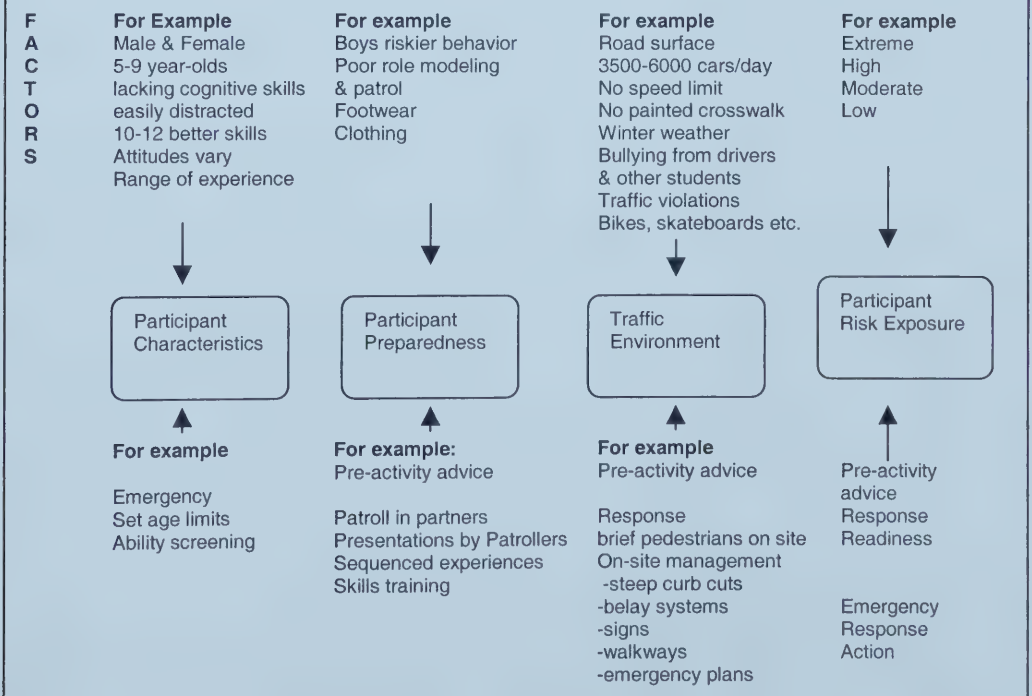 F
A
C
T
O
R
S
For Example
Male & Female
5-9 year-olds
lacking cognitive skills
easily distracted
10-12 better skills
Attitudes vary
Range of experience
For example
Boys riskier behavior
Poor role modeling
& patrol
Footwear
Clothing
For example
Road surface
3500-6000 cars/day
No speed limit
No painted crosswalk
Winter weather
Bullying from drivers
& other students
Traffic violations
Bikes, skateboards etc.
For example
Extreme
High
Moderate
Low
Participant
Characteristics
Participant
Preparedness
Traffic
Environment
Participant
Risk Exposure
For example
Emergency
Set age limits
Ability screening
For example:
Pre-activity advice
Patroll in partners
Presentations by Patrollers
Sequenced experiences
Skills training
For example
Pre-activity advice
Response
brief pedestrians on site
On-site management
-steep curb cuts
-belay systems
-signs
-walkways
-emergency plans
Pre-activity
advice
Response
Readiness
Emergency
Response
Action